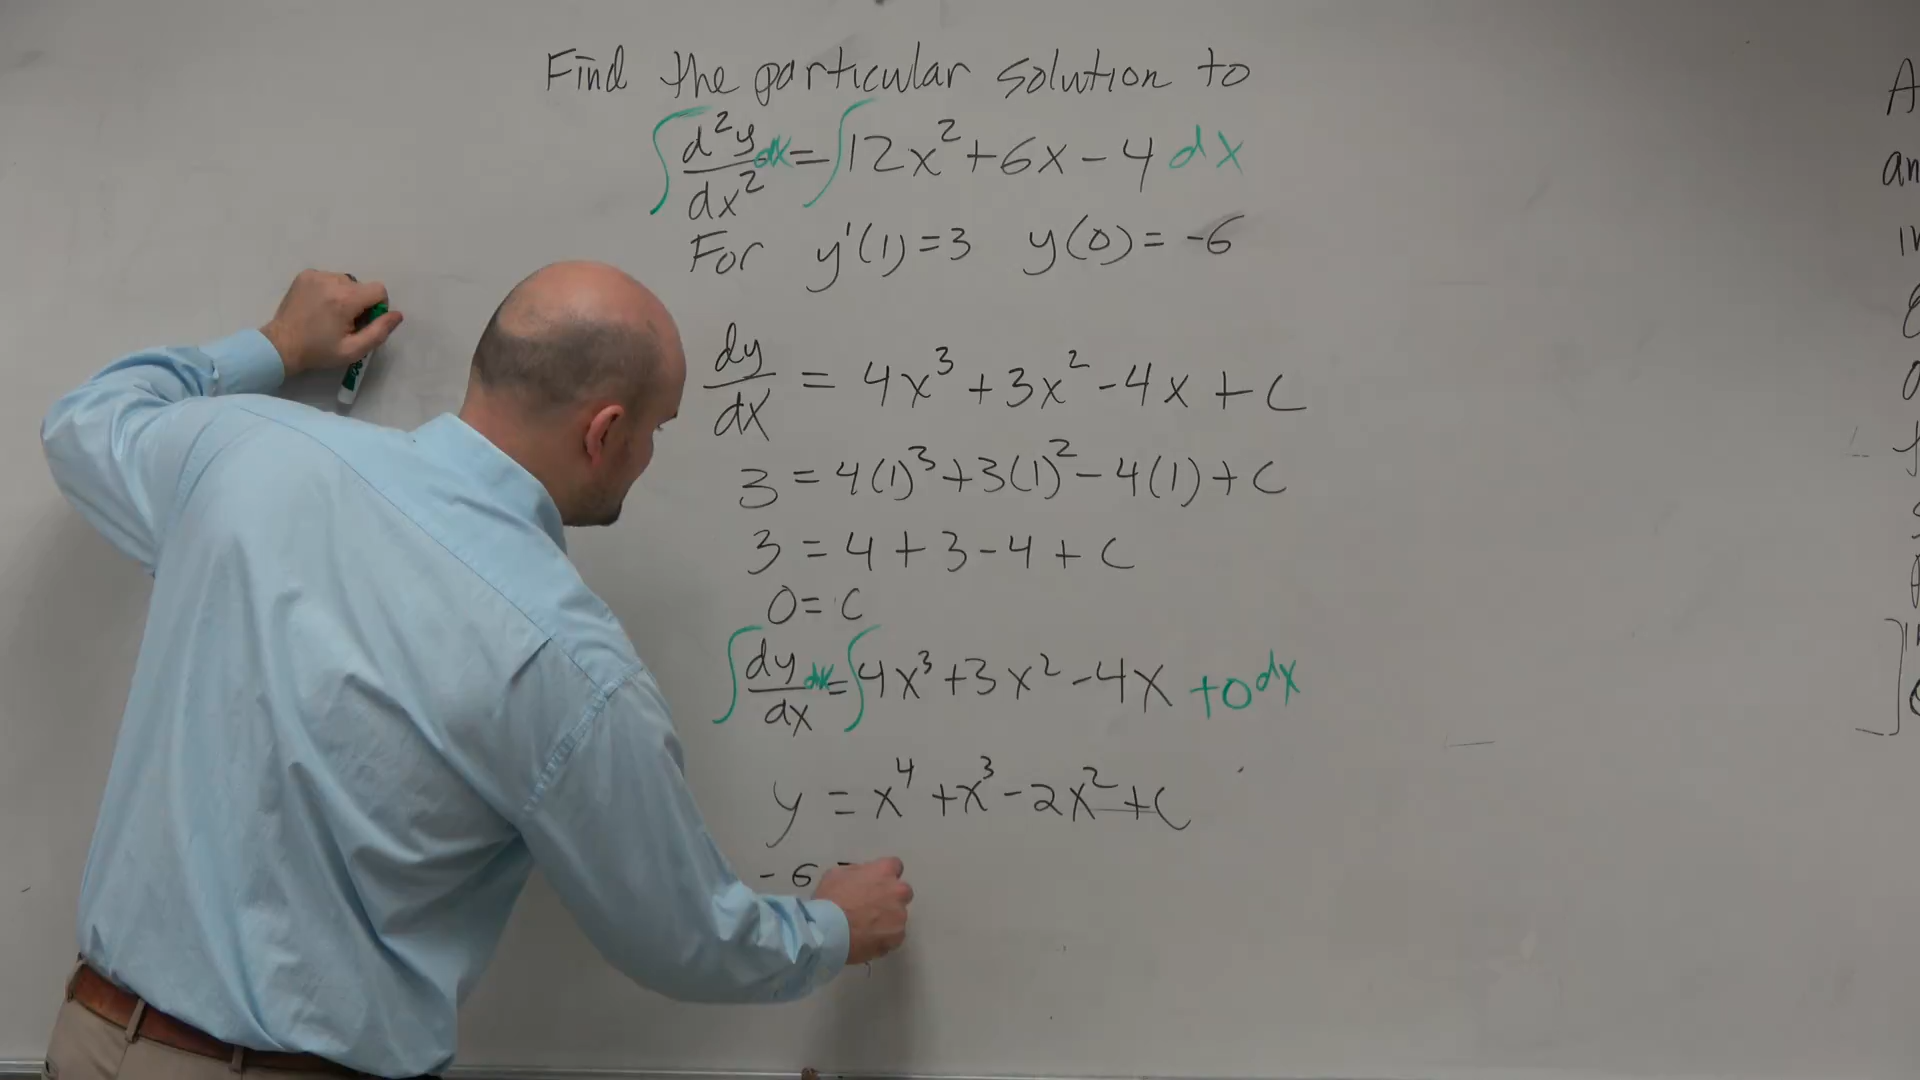 Find the particular solution to
∫ d²y/dx² dx = ∫ 12x² + 6x - 4 dx
For y'(1) = 3 y(0) = -6
dy/dx = 4x³ + 3x² - 4x + C
3 = 4(1)³ + 3(1)² - 4(1) + C
3 = 4 + 3 - 4 + C
0 = C
∫ dy/dx dx = ∫ 4x³ + 3x² - 4x + 0 dx
y = x⁴ + x³ - 2x² + C
-6
A
an